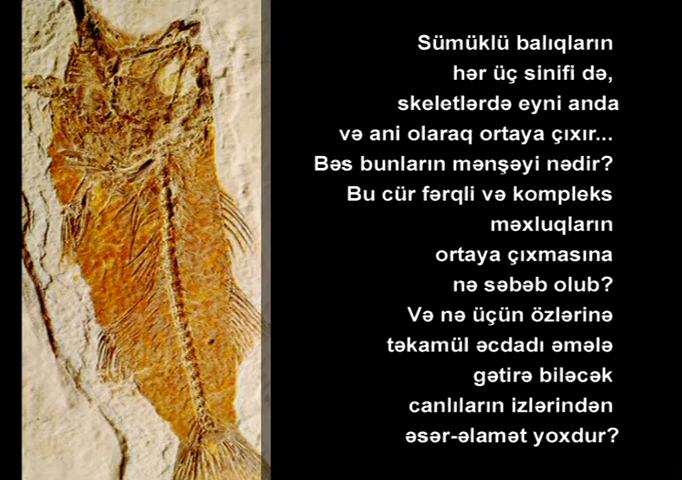 Sümüklü balıqların
hər üç sinifi də,
skeletlərdə eyni anda
və ani olaraq ortaya çıxır...
Bəs bunların mənşəyi nədir?
Bu cür fərqli və kompleks
məxluqların
ortaya çıxmasına
nə səbəb olub?
Və nə üçün özlərinə
təkamül əcdadı əmələ
gətirə biləcək
canlıların izlərindən
əsər-əlamət yoxdur?